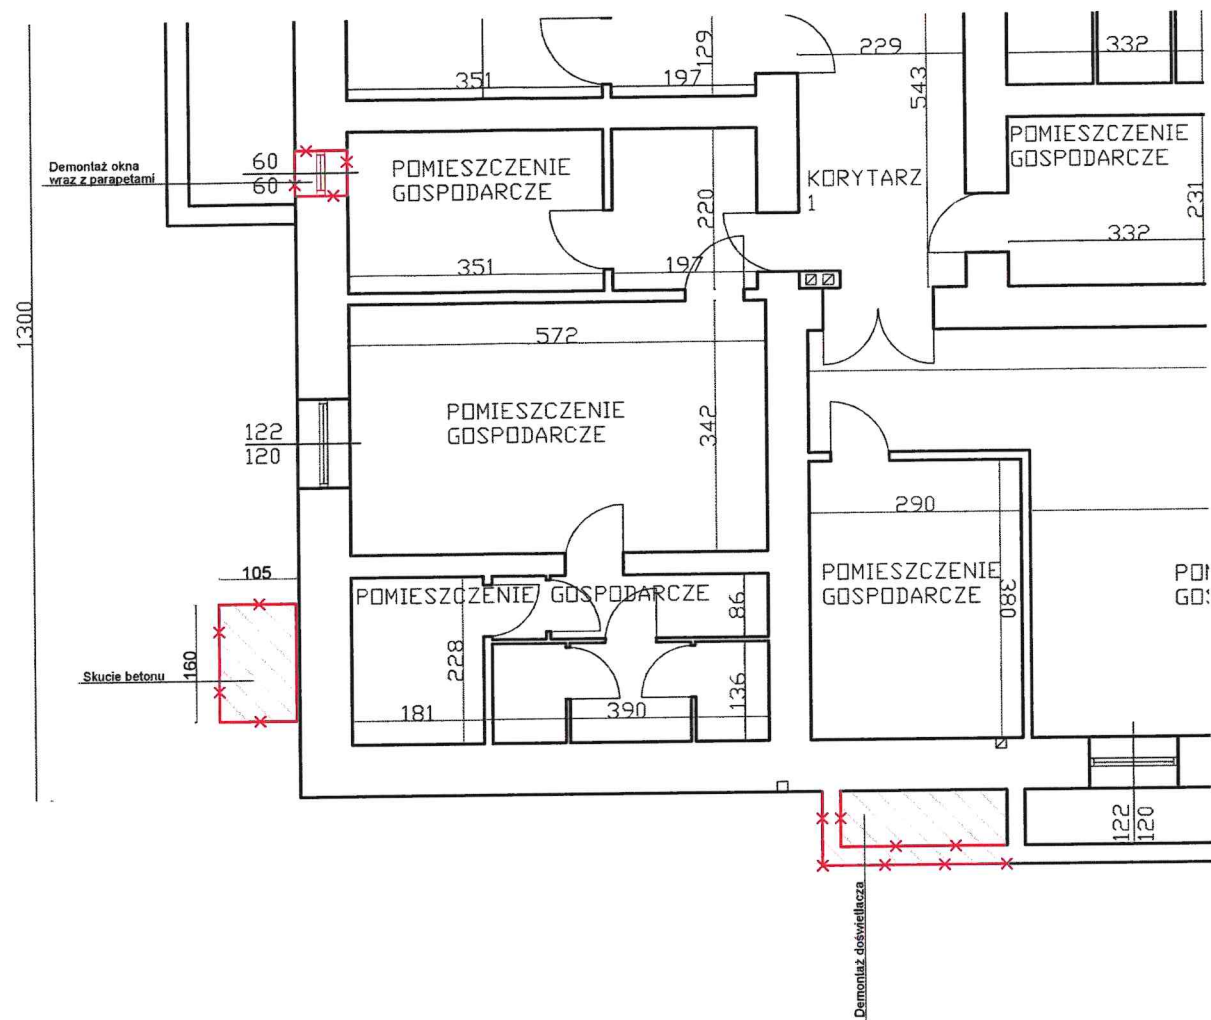 129
229
332
351
197
543
Demontaż okna
wraz z parapetami
60
60
POMIESZCZENIE
GOSPODARCZE
KORYTARZ
1
POMIESZCZENIE
GOSPODARCZE
220
231
332
351
197
1300
572
POMIESZCZENIE
GOSPODARCZE
342
122
120
290
105
POMIESZCZENIE GOSPODARCZE
86
POMIESZCZENIE
GOSPODARCZE
380
160
Skucie betonu
228
136
181
390
122
120
Demontaż doświetlacza